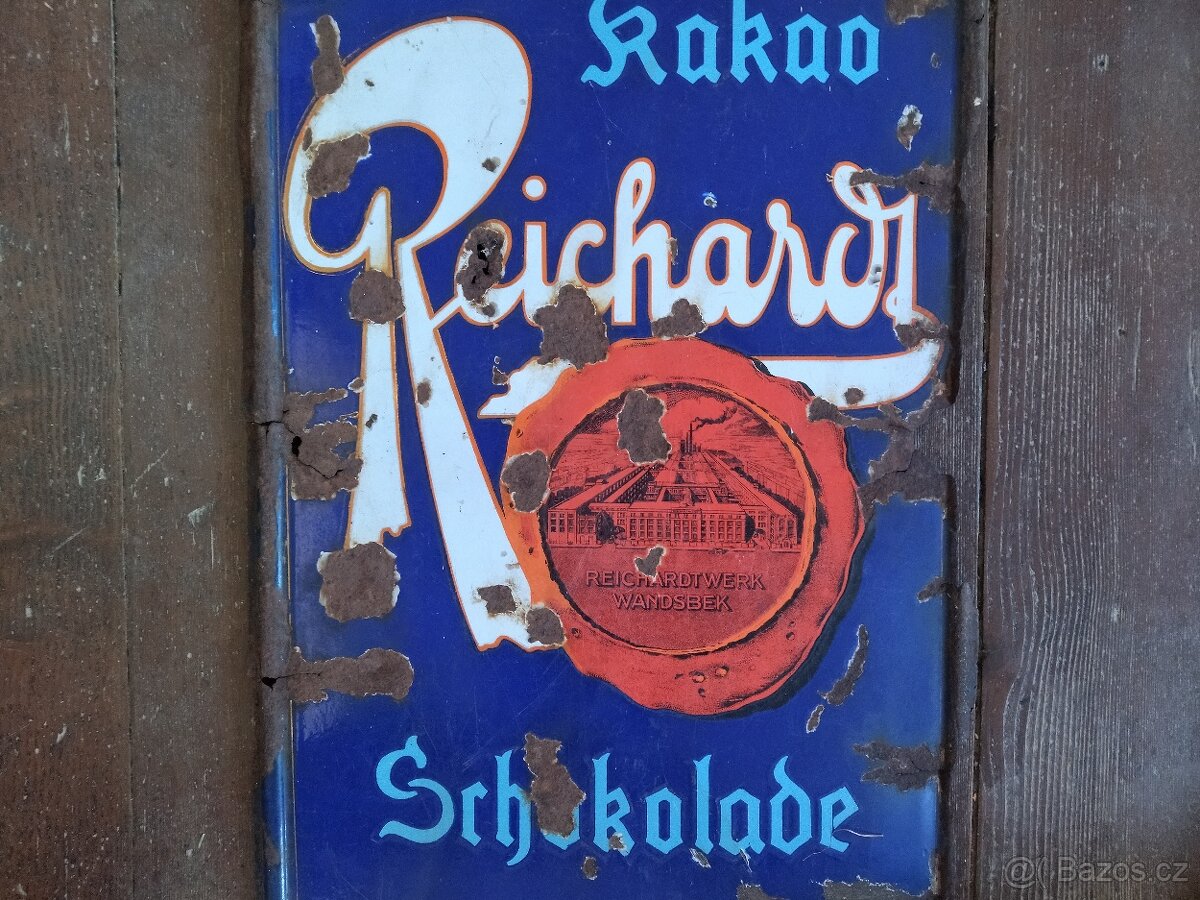 Kakao
Reichardt
REICHARDTWERK
WANDSBEK
Schokolade
@( Bazos.cz